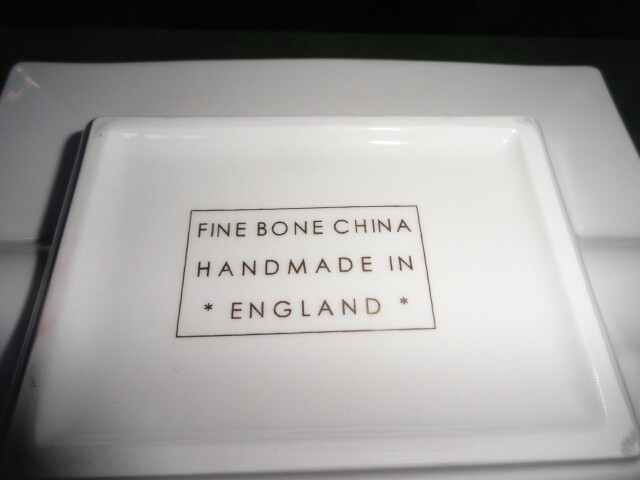 FINE BONE CHINA
HANDMADE IN
* ENGLAND *